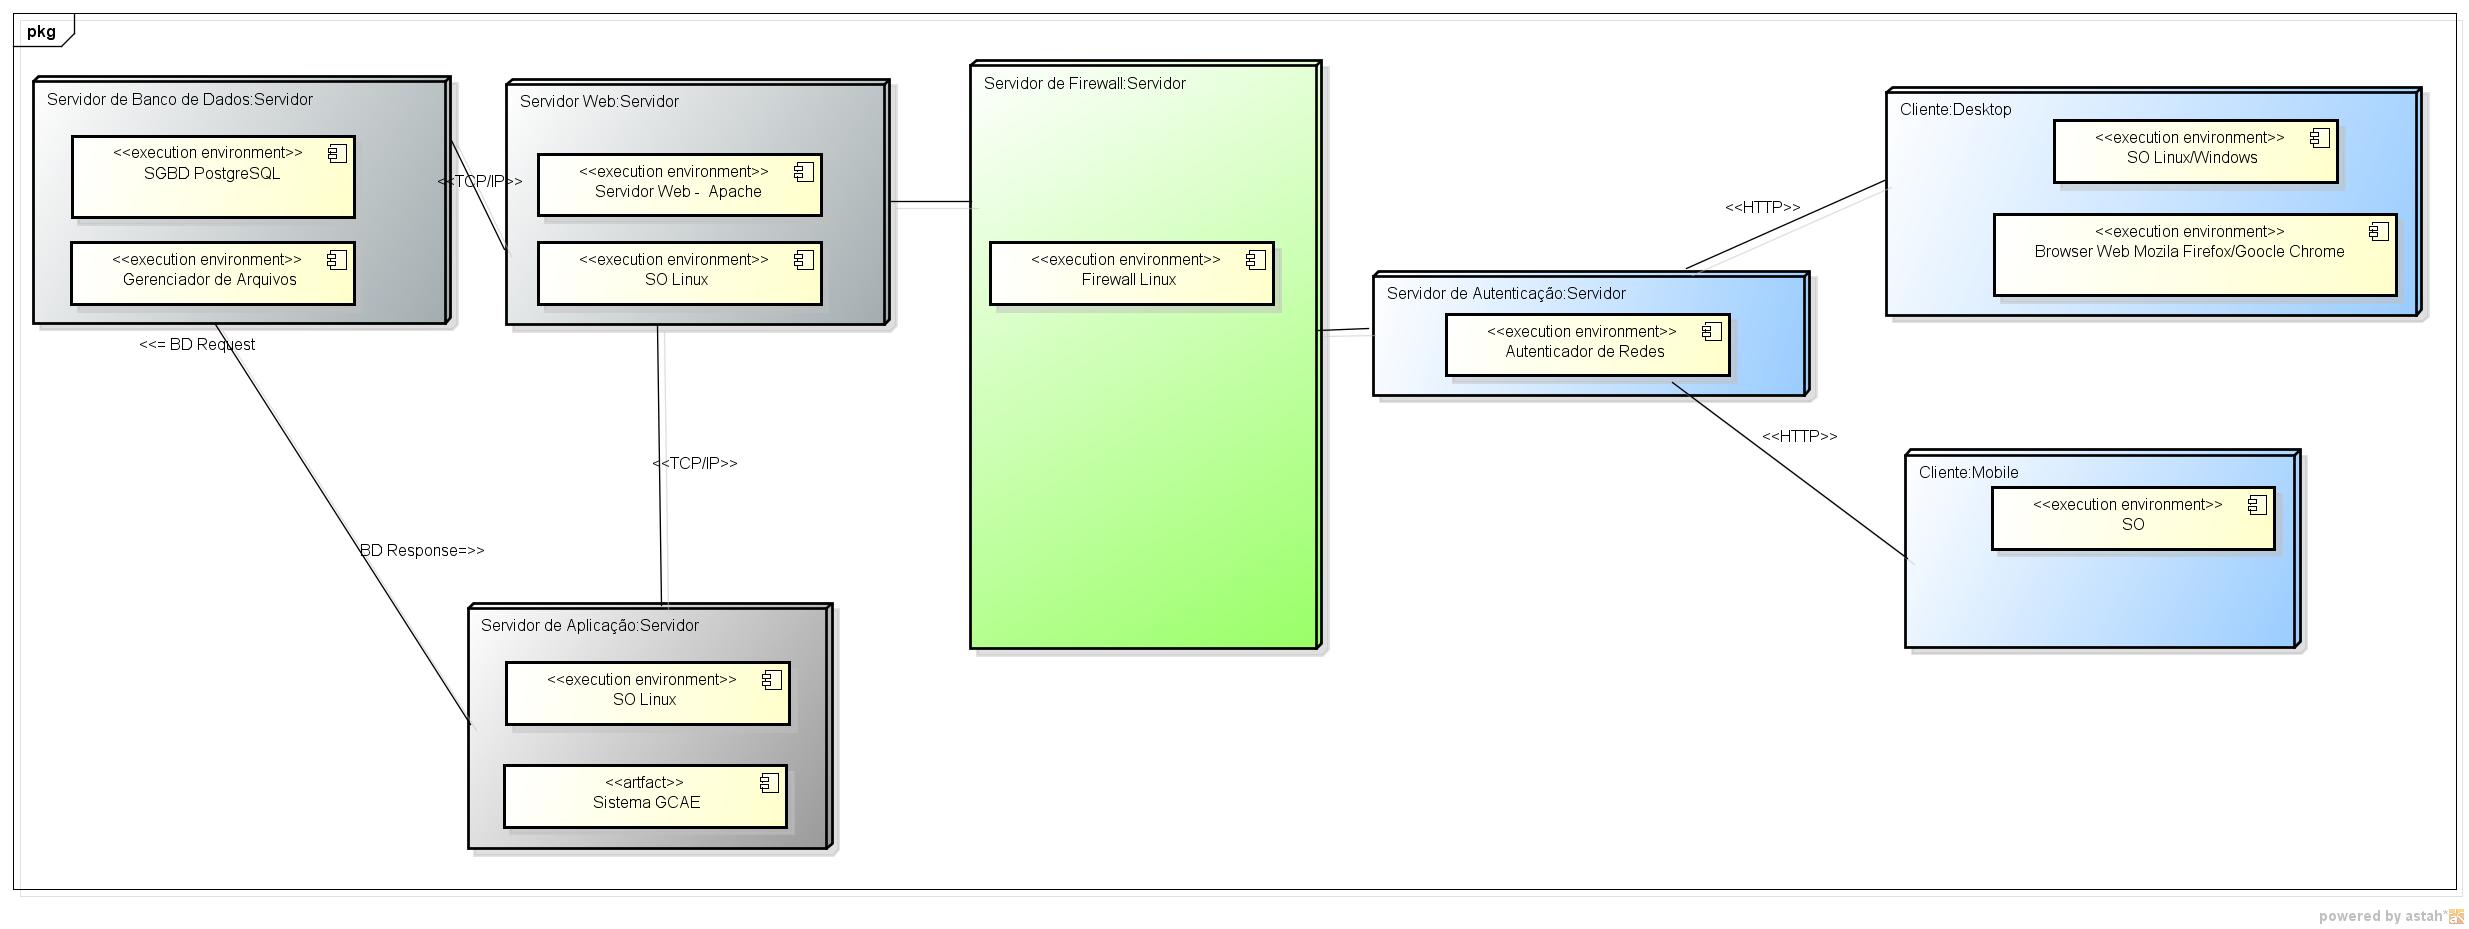 pkg
Servidor de Banco de Dados:Servidor
<<execution environment>>
SGBD PostgreSQL
<<execution environment>>
Gerenciador de Arquivos
<<TCP/IP>>
Servidor Web:Servidor
<<execution environment>>
Servidor Web - Apache
<<execution environment>>
SO Linux
<<= BD Request
BD Response=>>
<<TCP/IP>>
Servidor de Aplicação:Servidor
<<execution environment>>
SO Linux
<<artfact>>
Sistema GCAE
Servidor de Firewall:Servidor
<<execution environment>>
Firewall Linux
Servidor de Autenticação:Servidor
<<execution environment>>
Autenticador de Redes
<<HTTP>>
<<HTTP>>
Cliente:Desktop
<<execution environment>>
SO Linux/Windows
<<execution environment>>
Browser Web Mozila Firefox/Goocle Chrome
Cliente:Mobile
<<execution environment>>
SO
powered by astah*